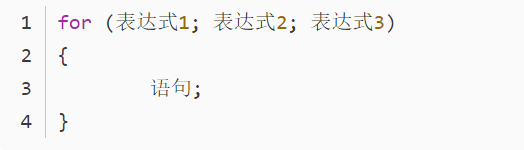 1 for (表达式1; 表达式2; 表达式3)
2 {
3         语句;
4 }